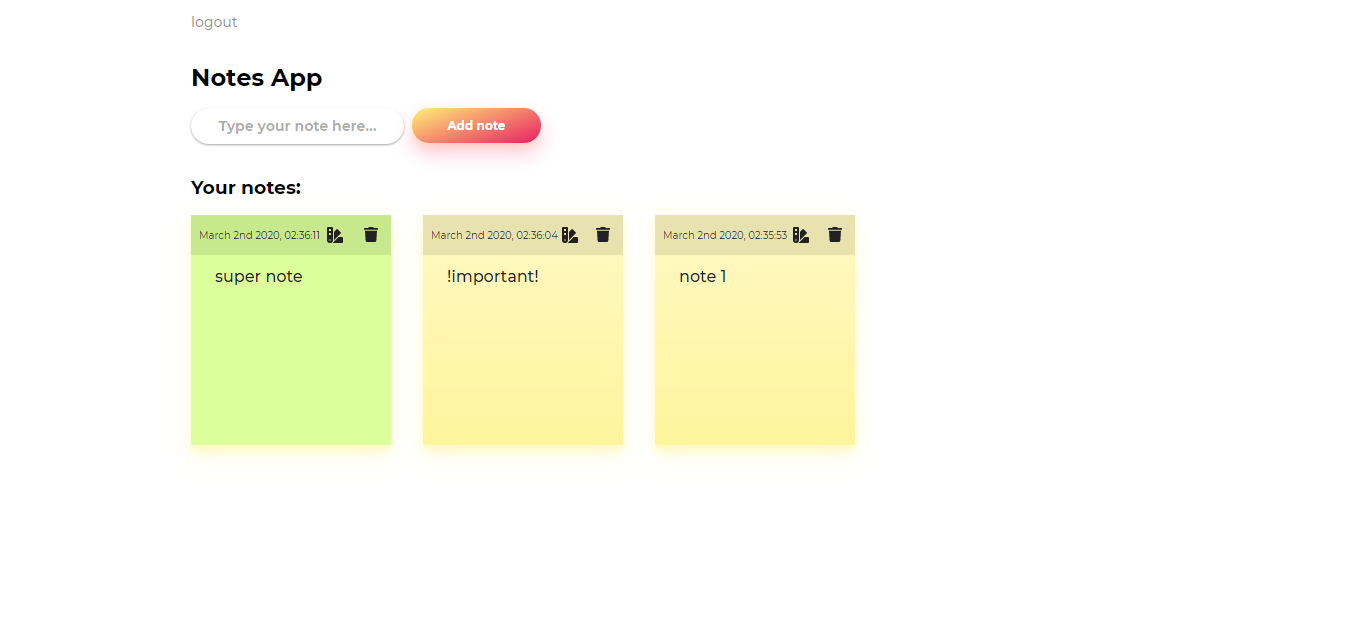 logout
Notes App
Type your note here...
Add note
Your notes:
March 2nd 2020, 02:36:11
super note
March 2nd 2020, 02:36:04
!important!
March 2nd 2020, 02:35:53
note 1